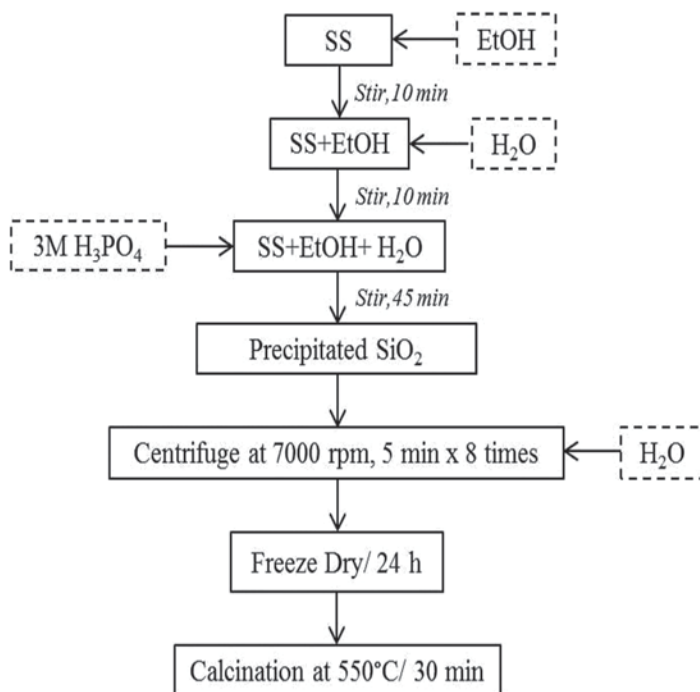 SS
EtOH
Stir,10 min
SS+EtOH
H₂O
Stir,10 min
3M H₃PO₄
SS+EtOH+ H₂O
Stir,45 min
Precipitated SiO₂
Centrifuge at 7000 rpm, 5 min x 8 times
H₂O
Freeze Dry/ 24 h
Calcination at 550°C/ 30 min